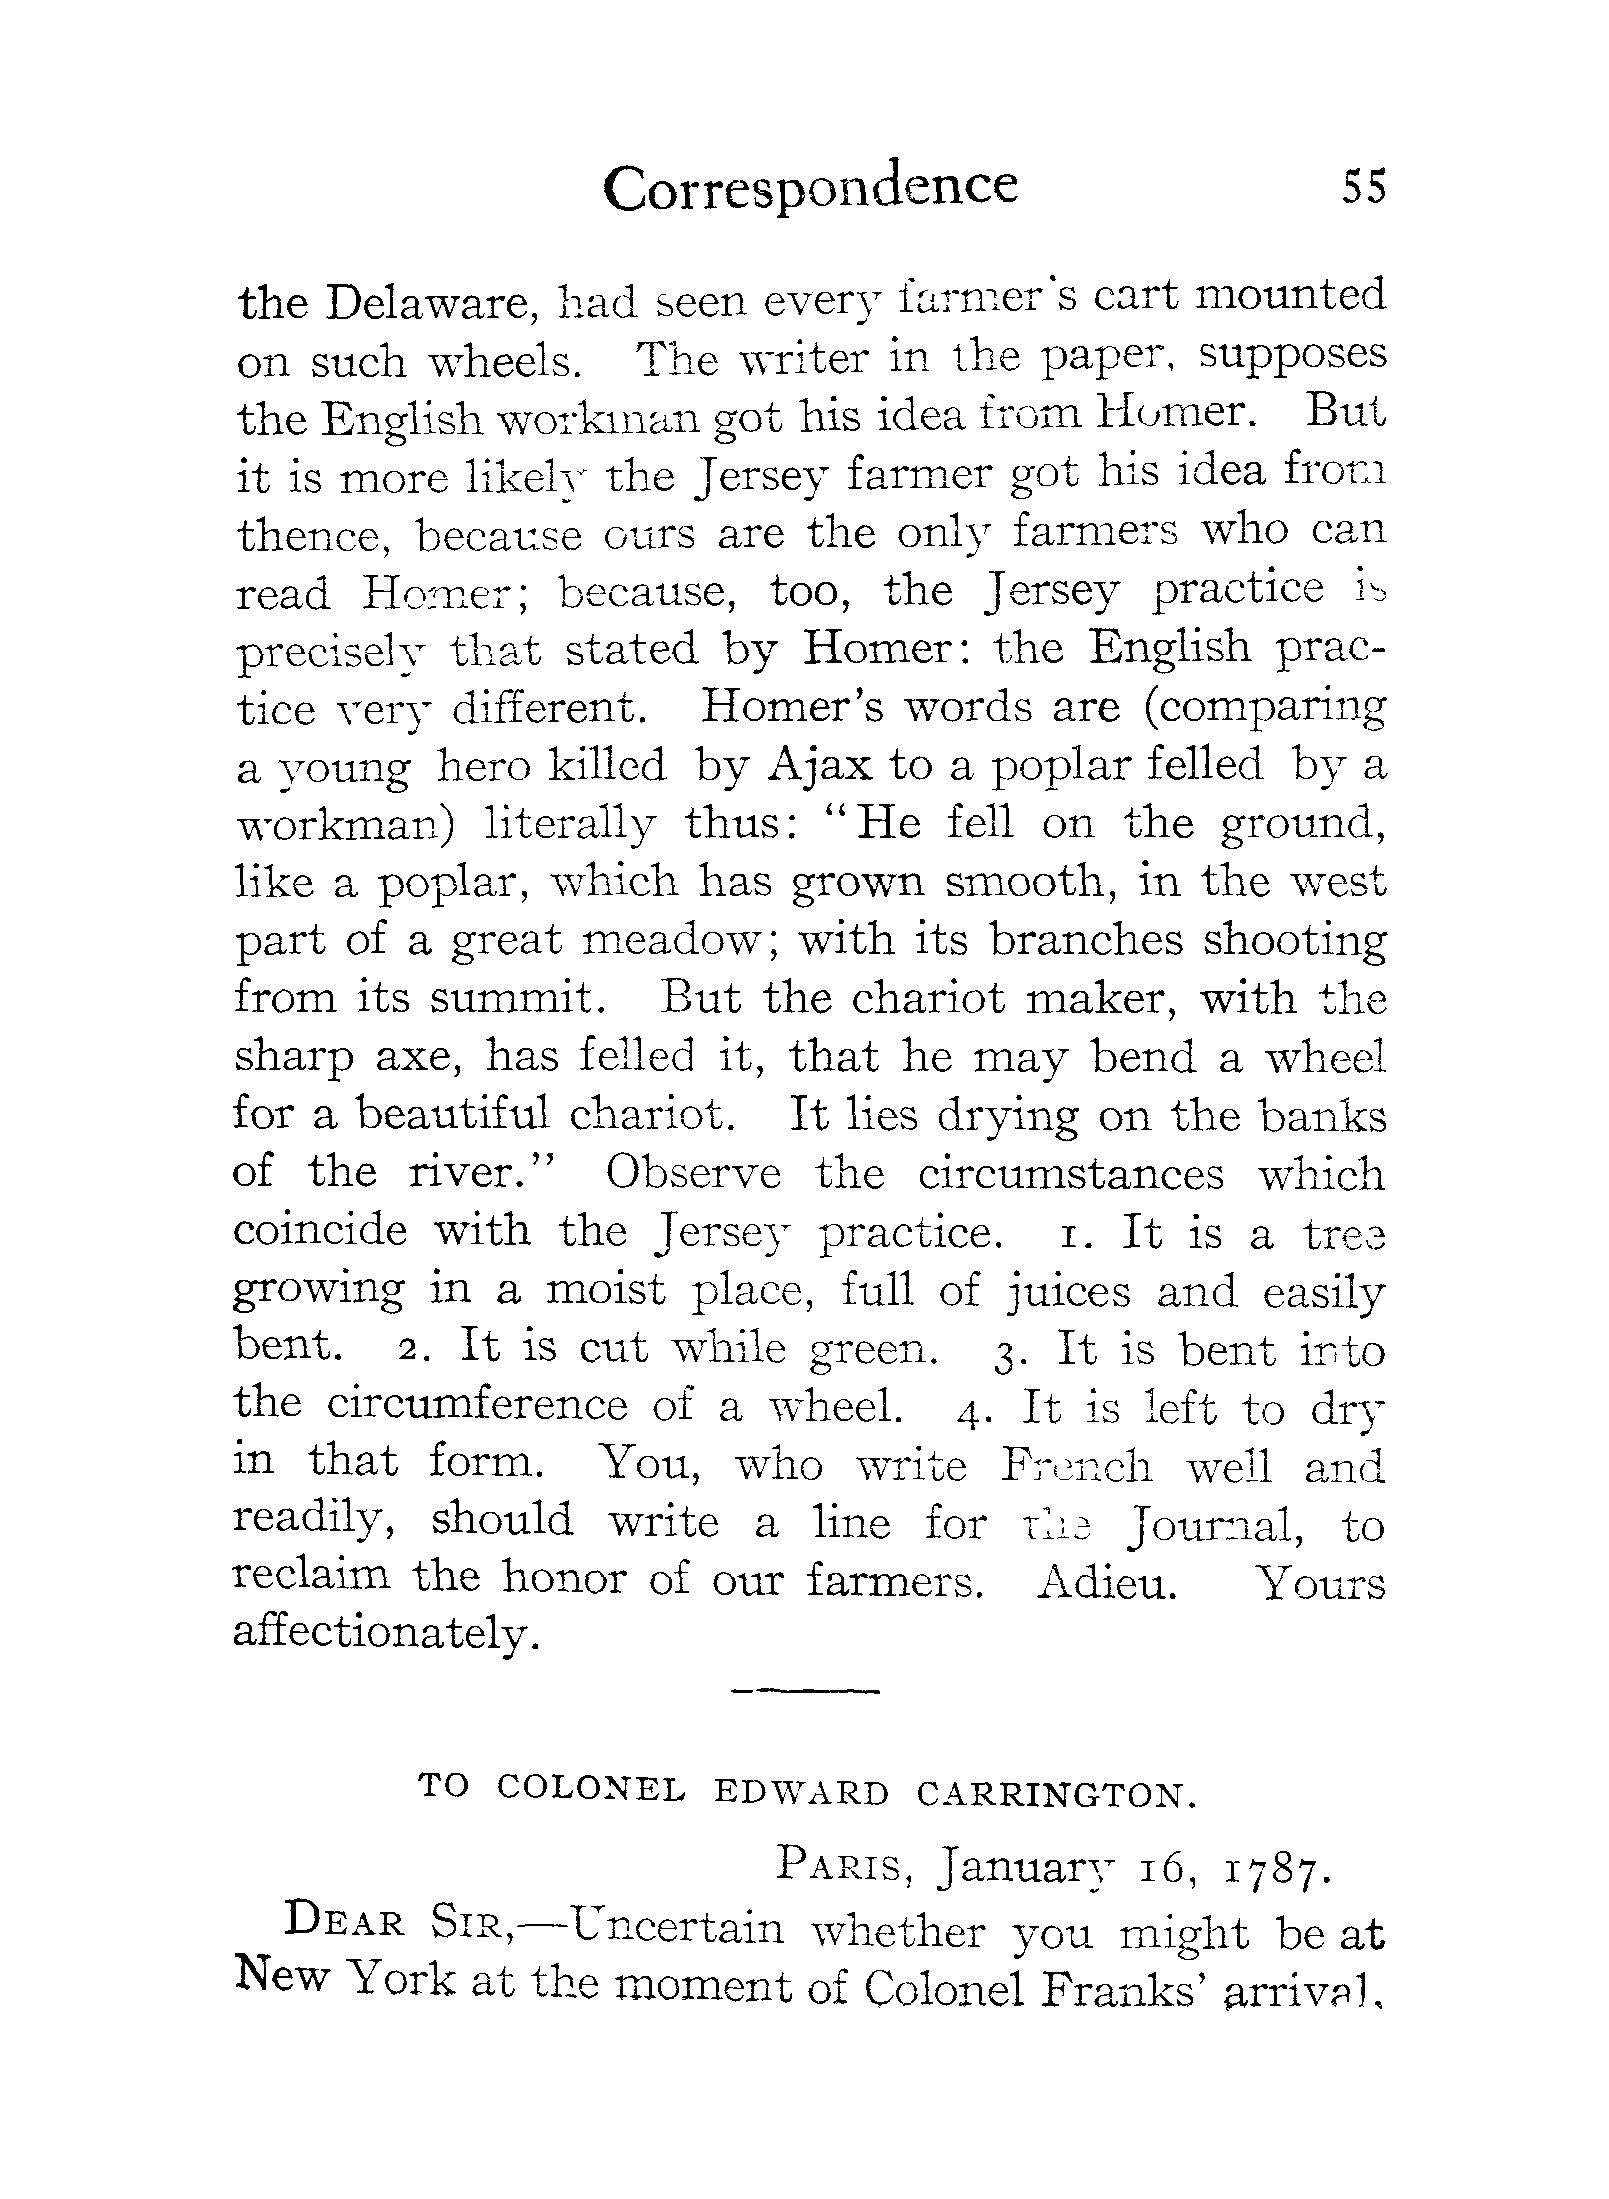 Correspondence 55
the Delaware, had seen every farmer's cart mounted
on such wheels. The writer in the paper, supposes
the English workman got his idea from Homer. But
it is more likely the Jersey farmer got his idea from
thence, because ours are the only farmers who can
read Homer; because, too, the Jersey practice is
precisely that stated by Homer: the English prac-
tice very different. Homer's words are (comparing
a young hero killed by Ajax to a poplar felled by a
workman) literally thus: "He fell on the ground,
like a poplar, which has grown smooth, in the west
part of a great meadow; with its branches shooting
from its summit. But the chariot maker, with the
sharp axe, has felled it, that he may bend a wheel
for a beautiful chariot. It lies drying on the banks
of the river." Observe the circumstances which
coincide with the Jersey practice. 1. It is a tree
growing in a moist place, full of juices and easily
bent. 2. It is cut while green. 3. It is bent into
the circumference of a wheel. 4. It is left to dry
in that form. You, who write French well and
readily, should write a line for the Journal, to
reclaim the honor of our farmers. Adieu. Yours
affectionately.
TO COLONEL EDWARD CARRINGTON.
PARIS, January 16, 1787.
DEAR SIR,—Uncertain whether you might be at
New York at the moment of Colonel Franks' arrival,